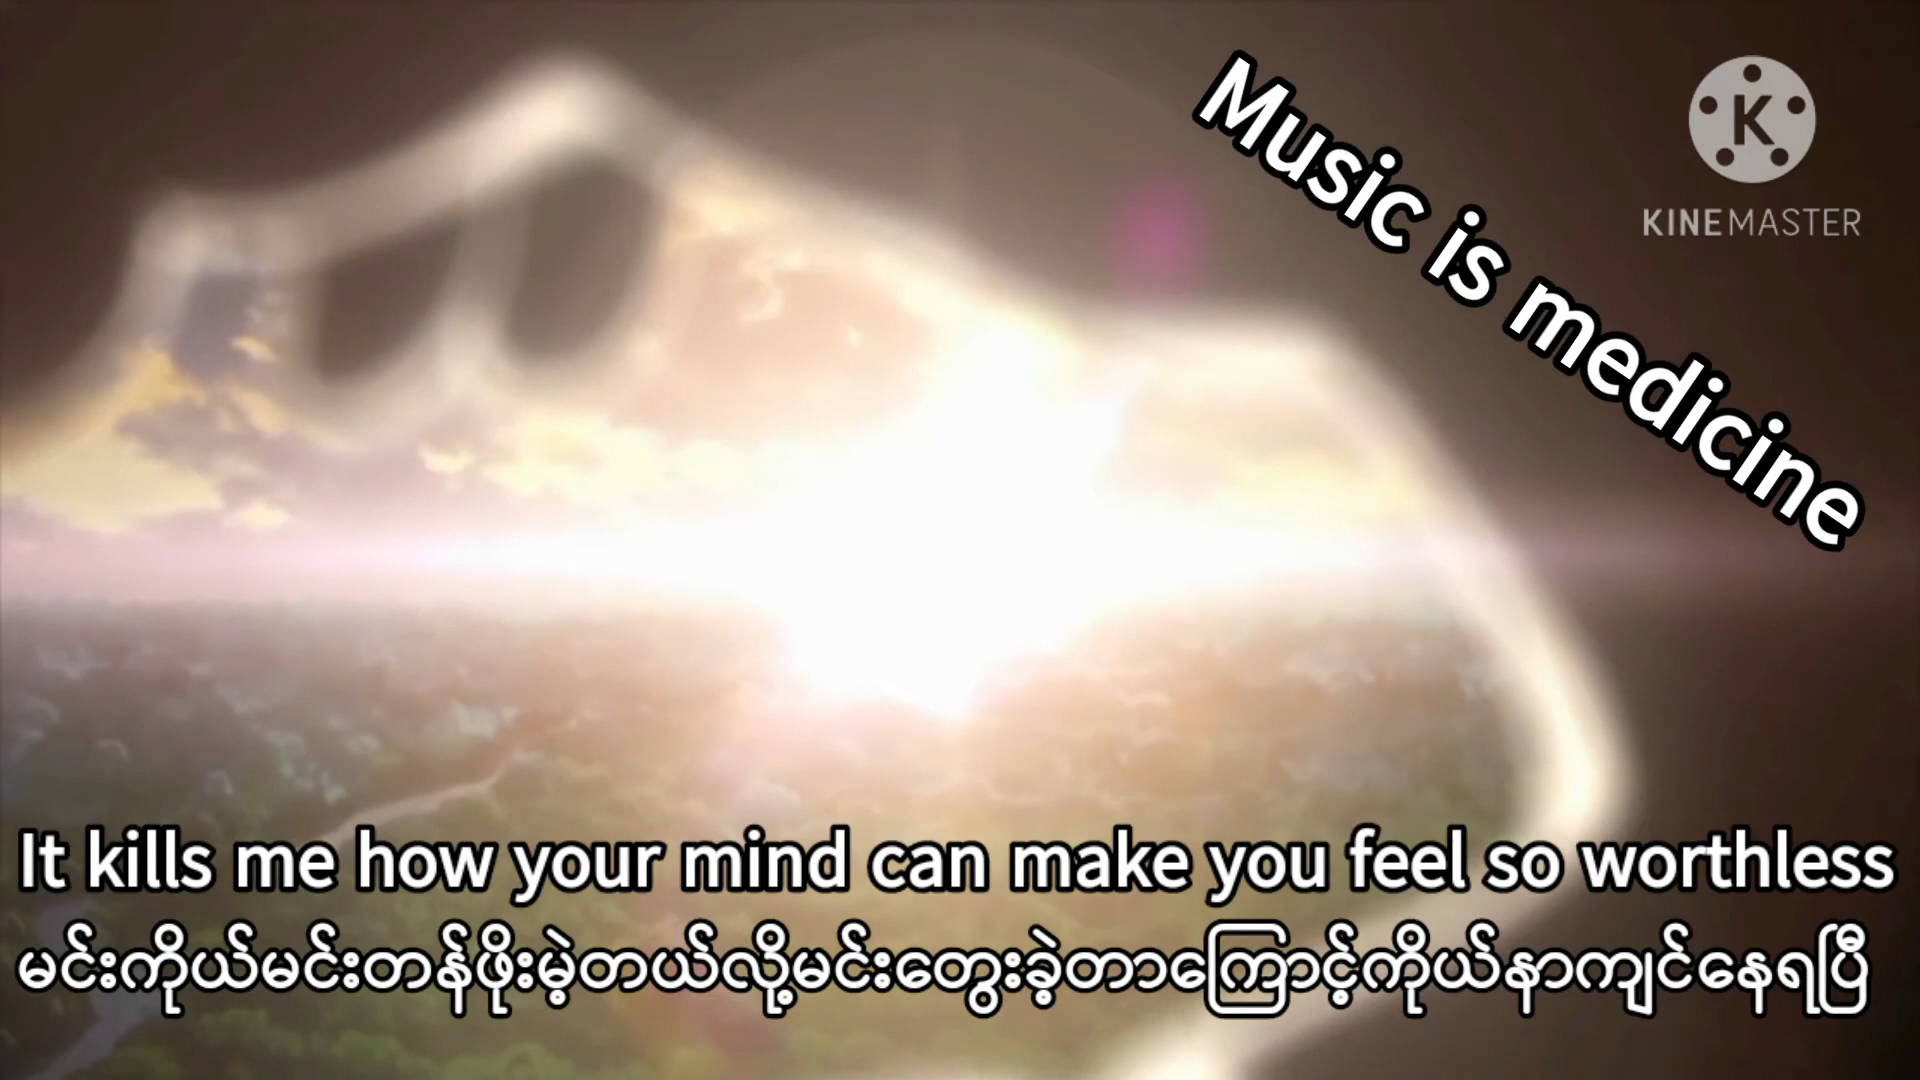 Music is medicine
K
KINEMASTER
It kills me how your mind can make you feel so worthless
မင်းကိုယ်မင်းတန်ဖိုးမဲ့တယ်လို့မင်းတွေးခဲ့တာကြောင့်ကိုယ်နာကျင်နေရပြီ